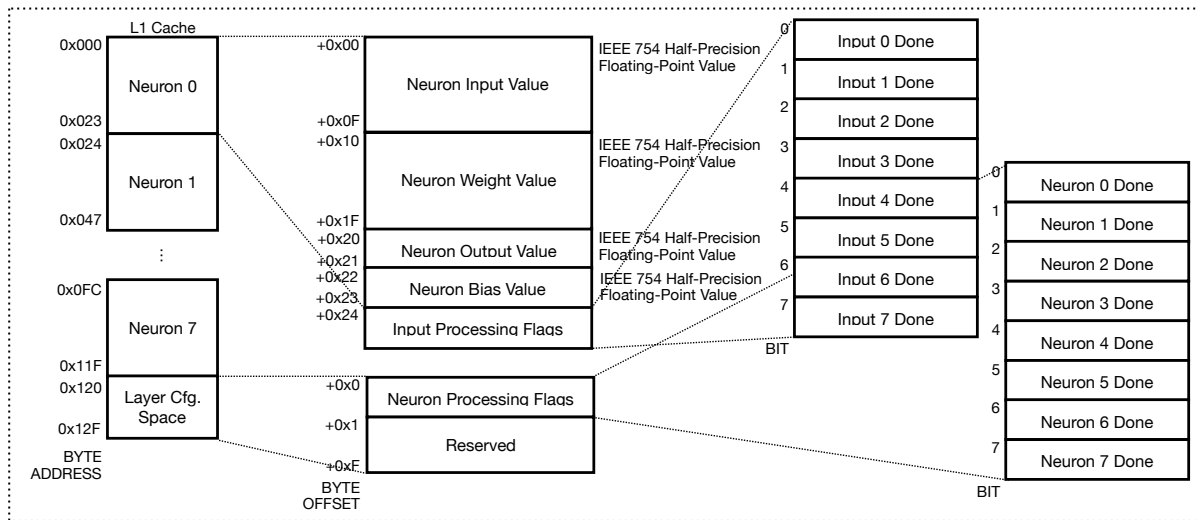 L1 Cache
0x000
Neuron 0
0x023
0x024
Neuron 1
0x047
...
0x0FC
Neuron 7
0x11F
0x120
Layer Cfg.
Space
0x12F
BYTE
ADDRESS
+0x00
Neuron Input Value
+0x0F
+0x10
Neuron Weight Value
+0x1F
+0x20
Neuron Output Value
+0x21
+0x22
Neuron Bias Value
+0x23
+0x24
Input Processing Flags
+0x0
Neuron Processing Flags
+0x1
Reserved
+0xF
BYTE
OFFSET
IEEE 754 Half-Precision
Floating-Point Value
IEEE 754 Half-Precision
Floating-Point Value
IEEE 754 Half-Precision
Floating-Point Value
IEEE 754 Half-Precision
Floating-Point Value
0
Input 0 Done
1
Input 1 Done
2
Input 2 Done
3
Input 3 Done
4
Input 4 Done
5
Input 5 Done
6
Input 6 Done
7
Input 7 Done
BIT
0
Neuron 0 Done
1
Neuron 1 Done
2
Neuron 2 Done
3
Neuron 3 Done
4
Neuron 4 Done
5
Neuron 5 Done
6
Neuron 6 Done
7
Neuron 7 Done
BIT